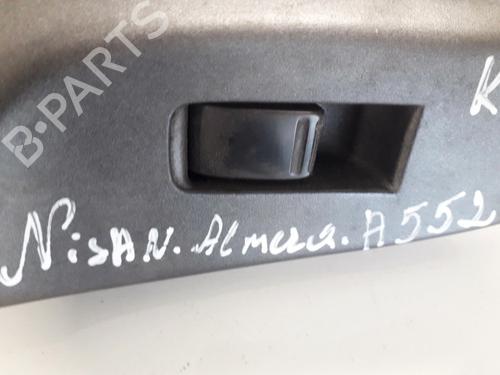 B-PARTS
K
NisAN. Almera. A552